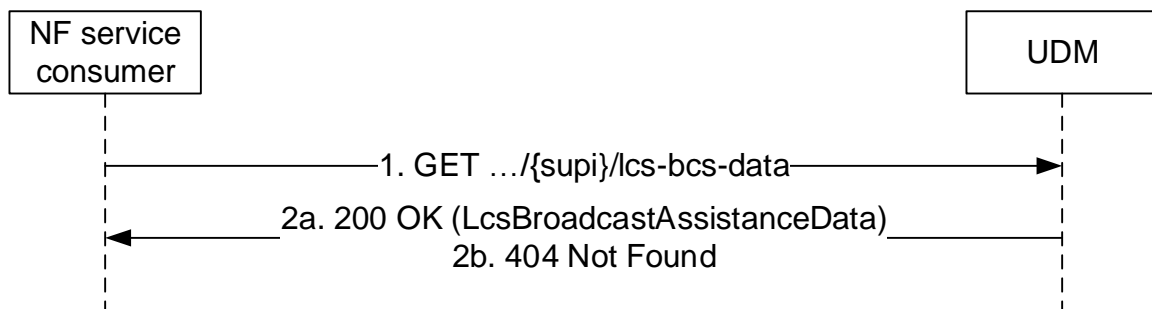 NF service
consumer
UDM
1. GET …/{supi}/lcs-bcs-data
2a. 200 OK (LcsBroadcastAssistanceData)
2b. 404 Not Found